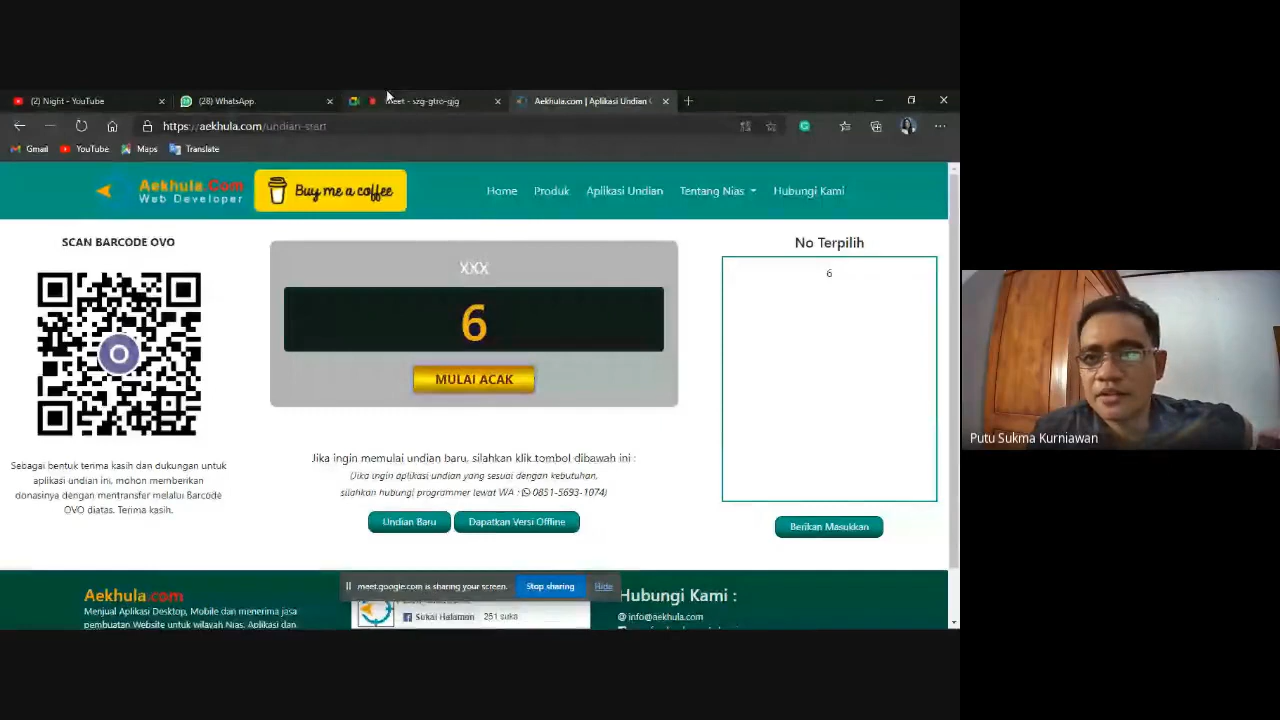 (2) Night - YouTube
(28) WhatsApp
Meet - szg-gtro-gjg
Aekhula.com | Aplikasi Undian
https://aekhula.com/undian-start
Gmail
YouTube
Maps
Translate
Aekhula.Com
Web Developer
Buy me a coffee
Home
Produk
Aplikasi Undian
Tentang Nias
Hubungi Kami
SCAN BARCODE OVO
O
Sebagai bentuk terima kasih dan dukungan untuk
aplikasi undian ini, mohon memberikan
donasinya dengan mentransfer melalui Barcode
OVO diatas. Terima kasih.
XXX
6
MULAI ACAK
Jika ingin memulai undian baru, silahkan klik tombol dibawah ini :
(Jika ingin aplikasi undian yang sesuai dengan kebutuhan,
silahkan hubungi programmer lewat WA : 0851-5693-1074)
Undian Baru
Dapatkan Versi Offline
No Terpilih
6
Berikan Masukkan
Putu Sukma Kurniawan
meet.google.com is sharing your screen.
Stop sharing
Hide
Aekhula.com
Menjual Aplikasi Desktop, Mobile dan menerima jasa
pembuatan Website untuk wilayah Nias. Aplikasi dan
Sukai Halaman
251 suka
Hubungi Kami :
@ info@aekhula.com